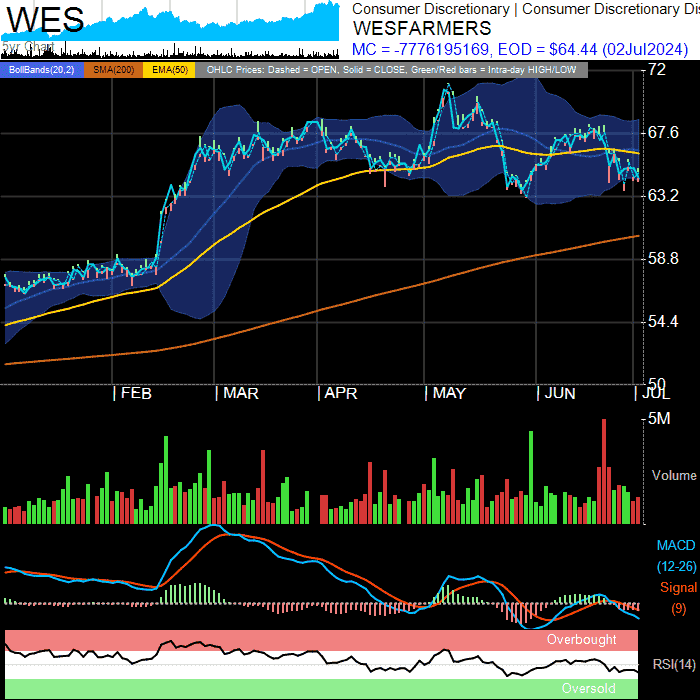 WES
5yr Chart
Consumer Discretionary | Consumer Discretionary Dis
WESFARMERS
MC = -7776195169, EOD = $64.44 (02Jul2024)
BollBands(20,2) SMA(200) EMA(50) OHLC Prices: Dashed = OPEN, Solid = CLOSE, Green/Red bars = Intra-day HIGH/LOW
72
67.6
63.2
58.8
54.4
50
FEB MAR APR MAY JUN JUL
5M
Volume
MACD
(12-26)
Signal
(9)
Overbought
RSI(14)
Oversold